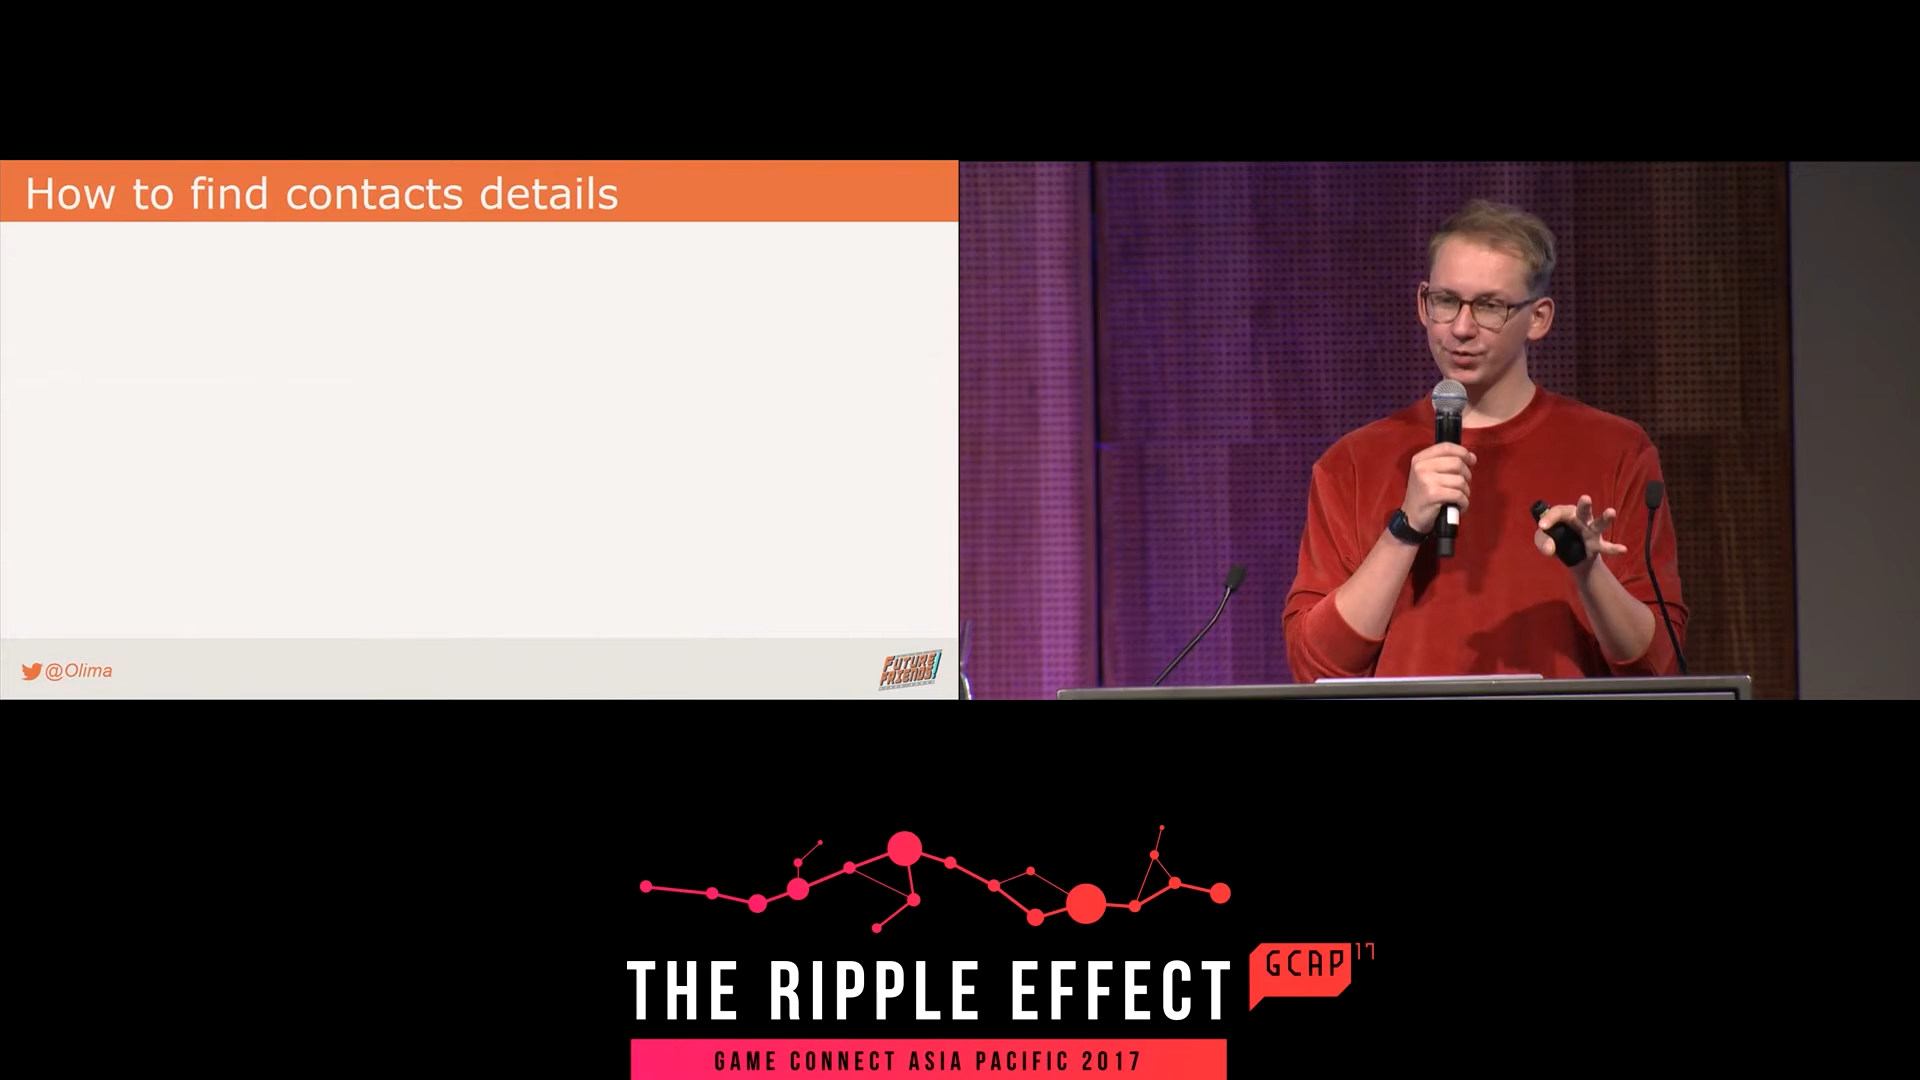 How to find contacts details
@Olima
FUTURE
FRIENDS!
THE RIPPLE EFFECT
GCAP
17
GAME CONNECT ASIA PACIFIC 2017